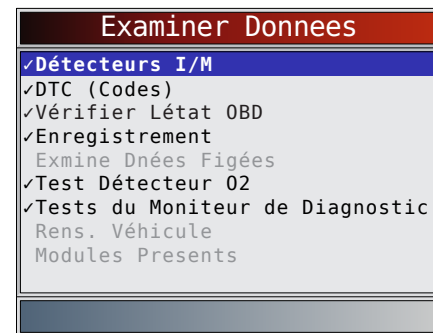 Examiner Donnees
✓Détecteurs I/M
✓DTC (Codes)
✓Vérifier Létat OBD
✓Enregistrement
Exmine Dnées Figées
✓Test Détecteur O2
✓Tests du Moniteur de Diagnostic
Rens. Véhicule
Modules Presents